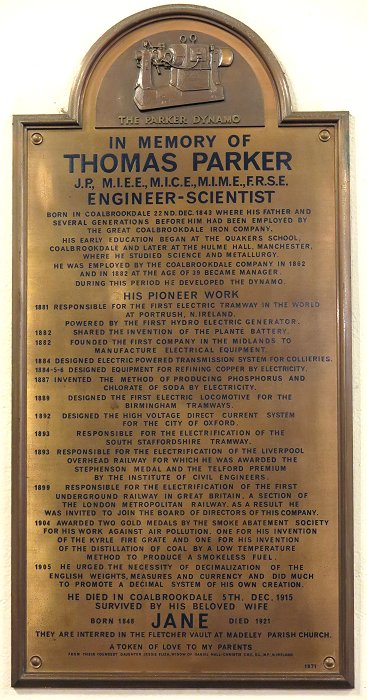 THE PARKER DYNAMO
IN MEMORY OF
THOMAS PARKER
J.P., M.I.E.E., M.I.C.E., M.I.M.E., F.R.S.E.
ENGINEER-SCIENTIST
BORN IN COALBROOKDALE 22ND. DEC. 1843 WHERE HIS FATHER AND
SEVERAL GENERATIONS BEFORE HIM HAD BEEN EMPLOYED BY
THE GREAT COALBROOKDALE IRON COMPANY.
HIS EARLY EDUCATION BEGAN AT THE QUAKERS SCHOOL,
COALBROOKDALE AND LATER AT THE HULME HALL, MANCHESTER,
WHERE HE STUDIED SCIENCE AND METALLURGY.
HE WAS EMPLOYED BY THE COALBROOKDALE COMPANY IN 1862
AND IN 1882 AT THE AGE OF 39 BECAME MANAGER
DURING THIS PERIOD HE DEVELOPED THE DYNAMO.
HIS PIONEER WORK
1881 RESPONSIBLE FOR THE FIRST ELECTRIC TRAMWAY IN THE WORLD
AT PORTRUSH, N. IRELAND.
POWERED BY THE FIRST HYDRO ELECTRIC GENERATOR.
1882 SHARED THE INVENTION OF THE PLANTE BATTERY.
1882 FOUNDED THE FIRST COMPANY IN THE MIDLANDS TO
MANUFACTURE ELECTRICAL EQUIPMENT.
1884 DESIGNED ELECTRIC POWERED TRANSMISSION SYSTEM FOR COLLIERIES.
1884-5-6 DESIGNED EQUIPMENT FOR REFINING COPPER BY ELECTRICITY.
1887 INVENTED THE METHOD OF PRODUCING PHOSPHORUS AND
CHLORATE OF SODA BY ELECTRICITY.
1889 DESIGNED THE FIRST ELECTRIC LOCOMOTIVE FOR THE
BIRMINGHAM TRAMWAYS.
1892 DESIGNED THE HIGH VOLTAGE DIRECT CURRENT SYSTEM
FOR THE CITY OF OXFORD.
1893 RESPONSIBLE FOR THE ELECTRIFICATION OF THE
SOUTH STAFFORDSHIRE TRAMWAY.
1893 RESPONSIBLE FOR THE ELECTRIFICATION OF THE LIVERPOOL
OVERHEAD RAILWAY FOR WHICH HE WAS AWARDED THE
STEPHENSON MEDAL AND THE TELFORD PREMIUM
BY THE INSTITUTE OF CIVIL ENGINEERS.
1899 RESPONSIBLE FOR THE ELECTRIFICATION OF THE FIRST
UNDERGROUND RAILWAY IN GREAT BRITAIN, A SECTION OF
THE LONDON METROPOLITAN RAILWAY. AS A RESULT HE
WAS INVITED TO JOIN THE BOARD OF DIRECTORS OF THIS COMPANY.
1904 AWARDED TWO GOLD MEDALS BY THE SMOKE ABATEMENT SOCIETY
FOR HIS WORK AGAINST AIR POLLUTION. ONE FOR HIS INVENTION
OF THE KYRLE FIRE GRATE AND ONE FOR HIS INVENTION
OF THE DISTILLATION OF COAL BY A LOW TEMPERATURE
METHOD TO PRODUCE A SMOKELESS FUEL.
1905 HE URGED THE NECESSITY OF DECIMALIZATION OF THE
ENGLISH WEIGHTS, MEASURES AND CURRENCY AND DID MUCH
TO PROMOTE A DECIMAL SYSTEM OF HIS OWN CREATION.
HE DIED IN COALBROOKDALE 5TH. DEC. 1915
SURVIVED BY HIS BELOVED WIFE
BORN 1846 JANE DIED 1921
THEY ARE INTERRED IN THE FLETCHER VAULT AT MADELEY PARISH CHURCH.
A TOKEN OF LOVE TO MY PARENTS
FROM THEIR YOUNGEST DAUGHTER JESSIE ELIZA, WIDOW OF
1971